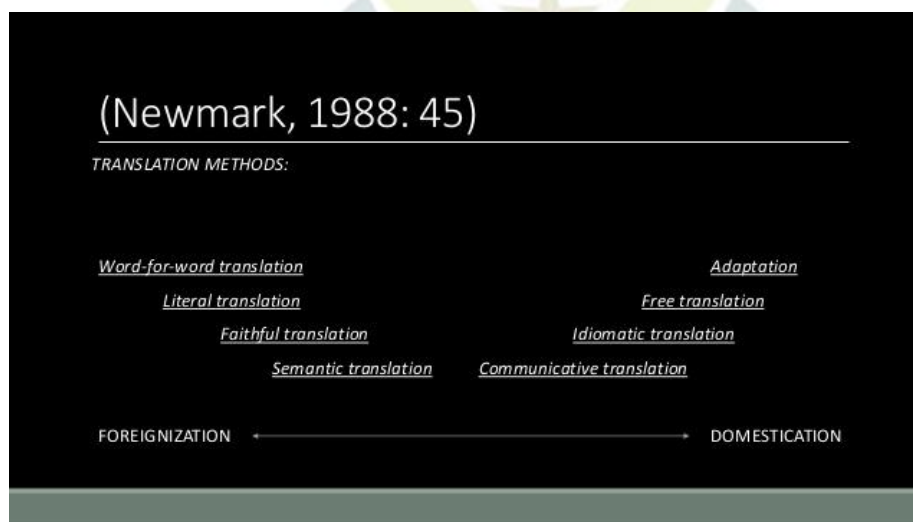 (Newmark, 1988: 45)
TRANSLATION METHODS:
Word-for-word translation Adaptation
Literal translation Free translation
Faithful translation Idiomatic translation
Semantic translation Communicative translation
FOREIGNIZATION DOMESTICATION